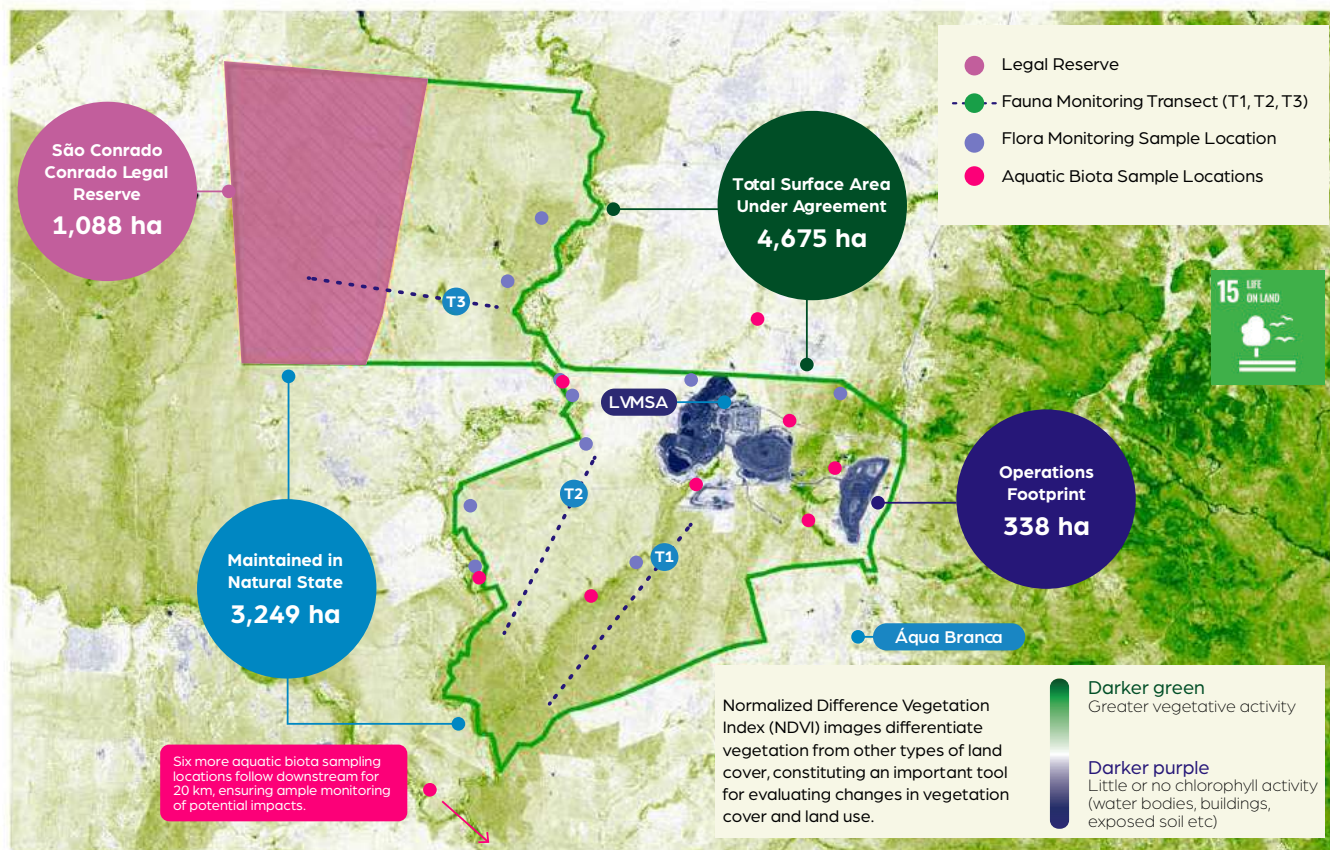 São Conrado
Conrado Legal
Reserve
1,088 ha
Total Surface Area
Under Agreement
4,675 ha
Legal Reserve
Fauna Monitoring Transect (T1, T2, T3)
Flora Monitoring Sample Location
Aquatic Biota Sample Locations
15 LIFE
ON LAND
T3
LVMSA
T2
T1
Operations
Footprint
338 ha
Maintained in
Natural State
3,249 ha
Áqua Branca
Six more aquatic biota sampling
locations follow downstream for
20 km, ensuring ample monitoring
of potential impacts.
Normalized Difference Vegetation
Index (NDVI) images differentiate
vegetation from other types of land
cover, constituting an important tool
for evaluating changes in vegetation
cover and land use.
Darker green
Greater vegetative activity
Darker purple
Little or no chlorophyll activity
(water bodies, buildings,
exposed soil etc)